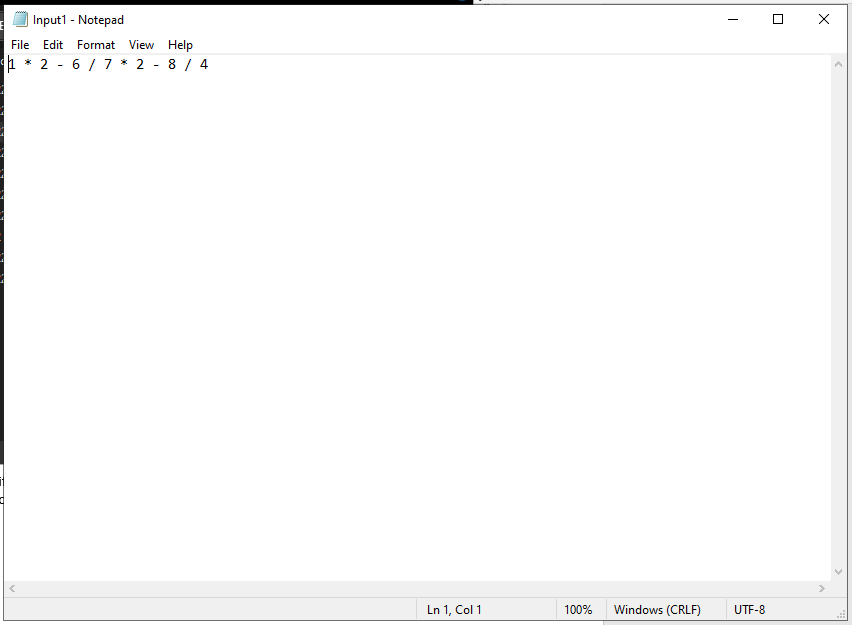 Input1 - Notepad
File Edit Format View Help
1 * 2 - 6 / 7 * 2 - 8 / 4
Ln 1, Col 1 100% Windows (CRLF) UTF-8